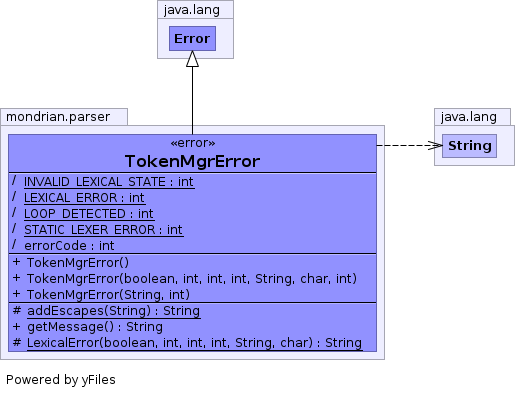 java.lang
Error
mondrian.parser
java.lang
«error»
TokenMgrError
String
/ INVALID_LEXICAL_STATE : int
/ LEXICAL_ERROR : int
/ LOOP_DETECTED : int
/ STATIC_LEXER_ERROR : int
/ errorCode : int
+ TokenMgrError()
+ TokenMgrError(boolean, int, int, int, String, char, int)
+ TokenMgrError(String, int)
# addEscapes(String) : String
+ getMessage() : String
# LexicalError(boolean, int, int, int, String, char) : String
Powered by yFiles